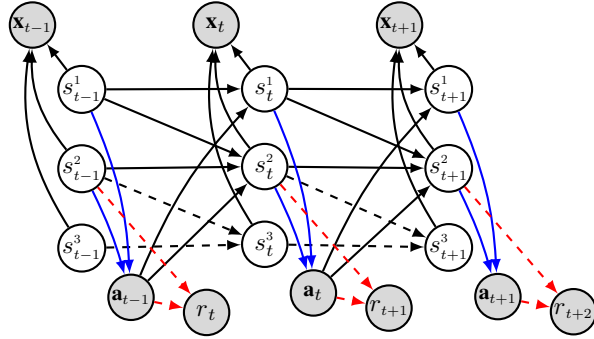 x_{t-1} x_t x_{t+1}
s^1_{t-1} s^1_t s^1_{t+1}
s^2_{t-1} s^2_t s^2_{t+1}
s^3_{t-1} s^3_t s^3_{t+1}
a_{t-1} a_t a_{t+1}
r_t r_{t+1} r_{t+2}